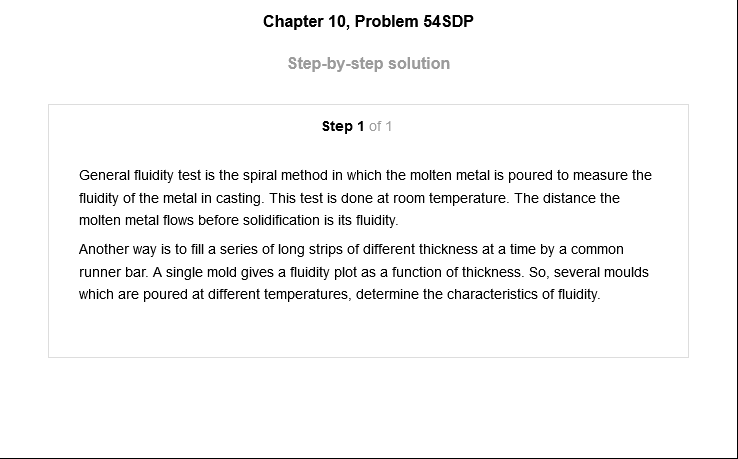 Chapter 10, Problem 54SDP
Step-by-step solution
Step 1 of 1
General fluidity test is the spiral method in which the molten metal is poured to measure the
fluidity of the metal in casting. This test is done at room temperature. The distance the
molten metal flows before solidification is its fluidity.
Another way is to fill a series of long strips of different thickness at a time by a common
runner bar. A single mold gives a fluidity plot as a function of thickness. So, several moulds
which are poured at different temperatures, determine the characteristics of fluidity.